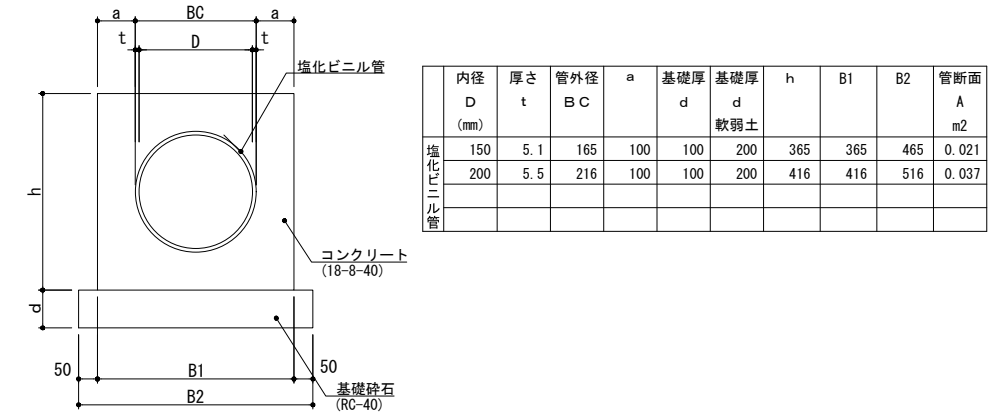 a BC a
t D t
塩化ビニル管
h
コンクリート
(18-8-40)
d
50 B1 50
B2
基礎砕石
(RC-40)
内径 厚さ 管外径 a 基礎厚 基礎厚 h B1 B2 管断面
D t BC d d A
(mm) 軟弱土 m2
塩化ビニル管
150 5.1 165 100 100 200 365 365 465 0.021
200 5.5 216 100 100 200 416 416 516 0.037